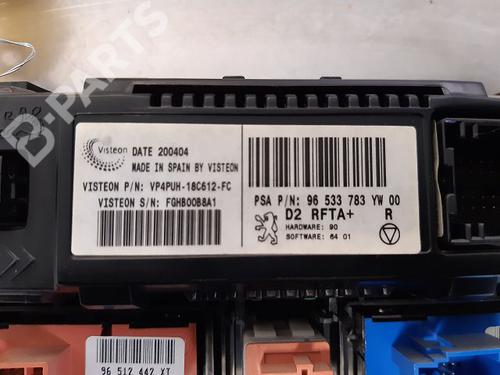 B-PARTS
Visteon
DATE 200404
MADE IN SPAIN BY VISTEON
VISTEON P/N: VP4PUH-18C612-FC
VISTEON S/N: FGHB00B8A1
PSA P/N: 96 533 783 YW 00
D2 RFTA+ R
HARDWARE: 90
SOFTWARE: 64 01
96 512 442 XT